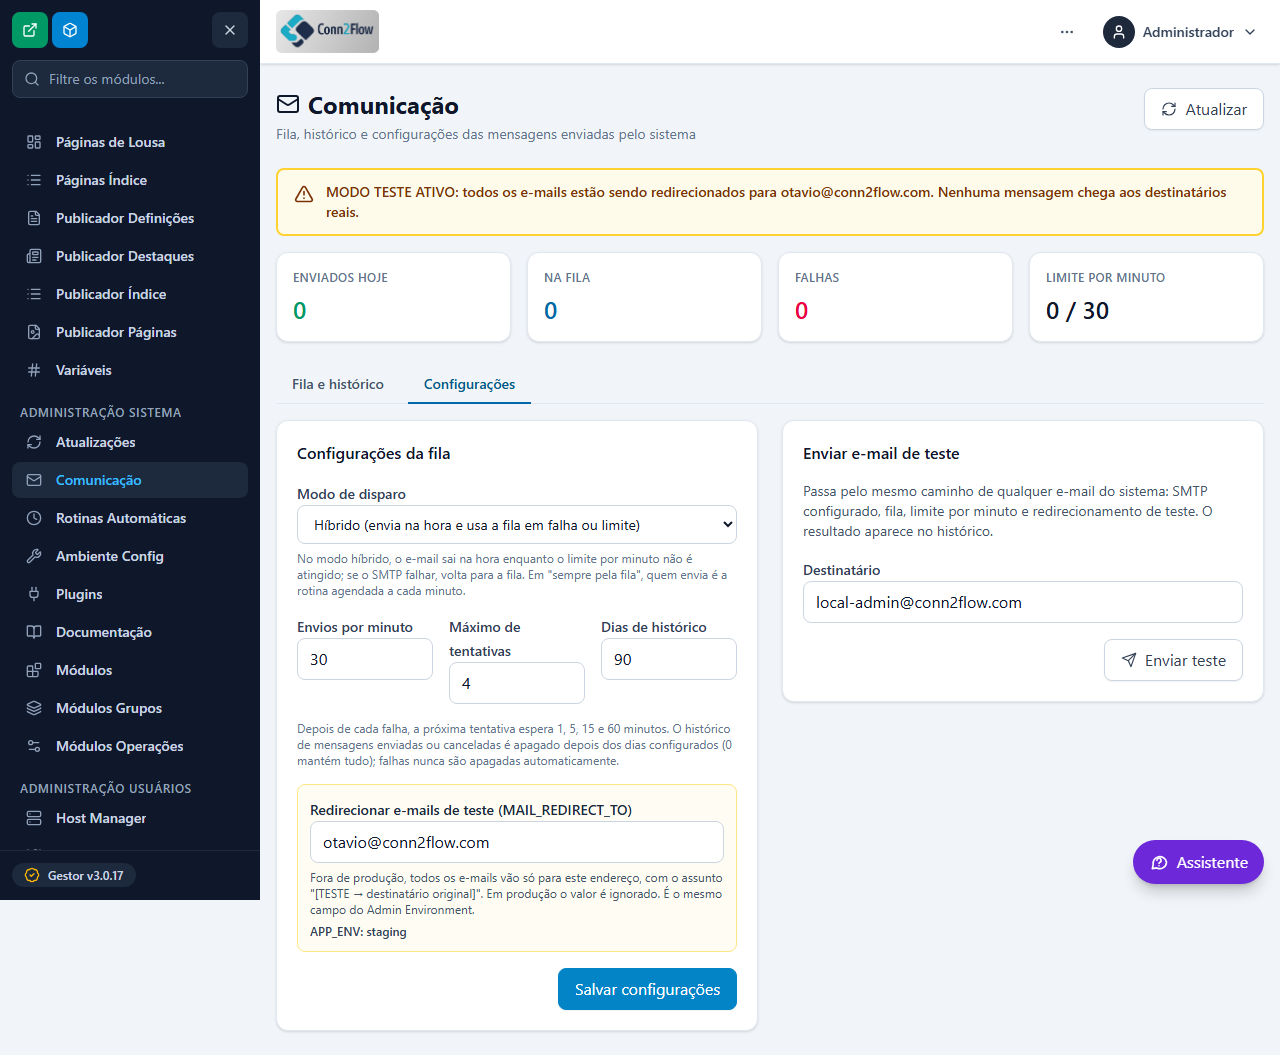 Filtre os módulos...
Páginas de Lousa
Páginas Índice
Publicador Definições
Publicador Destaques
Publicador Índice
Publicador Páginas
Variáveis
ADMINISTRAÇÃO SISTEMA
Atualizações
Comunicação
Rotinas Automáticas
Ambiente Config
Plugins
Documentação
Módulos
Módulos Grupos
Módulos Operações
ADMINISTRAÇÃO USUÁRIOS
Host Manager
Gestor v3.0.17
Conn2Flow
Administrador
Comunicação
Fila, histórico e configurações das mensagens enviadas pelo sistema
Atualizar
MODO TESTE ATIVO: todos os e-mails estão sendo redirecionados para otavio@conn2flow.com. Nenhuma mensagem chega aos destinatários
reais.
ENVIADOS HOJE
0
NA FILA
0
FALHAS
0
LIMITE POR MINUTO
0 / 30
Fila e histórico
Configurações
Configurações da fila
Modo de disparo
Híbrido (envia na hora e usa a fila em falha ou limite)
No modo híbrido, o e-mail sai na hora enquanto o limite por minuto não é
atingido; se o SMTP falhar, volta para a fila. Em "sempre pela fila", quem envia é a
rotina agendada a cada minuto.
Envios por minuto
30
Máximo de
tentativas
4
Dias de histórico
90
Depois de cada falha, a próxima tentativa espera 1, 5, 15 e 60 minutos. O histórico
de mensagens enviadas ou canceladas é apagado depois dos dias configurados (0
mantém tudo); falhas nunca são apagadas automaticamente.
Redirecionar e-mails de teste (MAIL_REDIRECT_TO)
otavio@conn2flow.com
Fora de produção, todos os e-mails vão só para este endereço, com o assunto
"[TESTE → destinatário original]". Em produção o valor é ignorado. É o mesmo
campo do Admin Environment.
APP_ENV: staging
Salvar configurações
Enviar e-mail de teste
Passa pelo mesmo caminho de qualquer e-mail do sistema: SMTP
configurado, fila, limite por minuto e redirecionamento de teste. O
resultado aparece no histórico.
Destinatário
local-admin@conn2flow.com
Enviar teste
Assistente